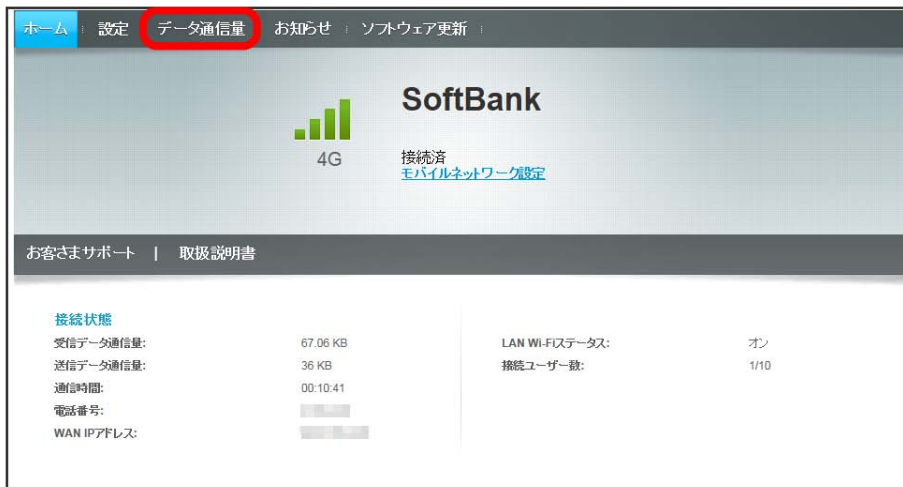 ホーム 設定 データ通信量 お知らせ ソフトウェア更新
SoftBank
4G
接続済
モバイルネットワーク設定
お客さまサポート | 取扱説明書
接続状態
受信データ通信量: 67.06 KB LAN Wi-Fiステータス: オン
送信データ通信量: 36 KB 接続ユーザー数: 1/10
通信時間: 00:10:41
電話番号:
WAN IPアドレス: